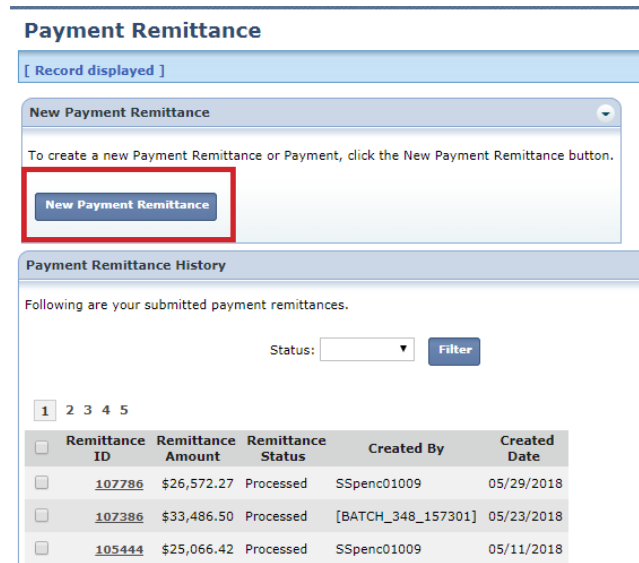 Payment Remittance
[ Record displayed ]
New Payment Remittance
To create a new Payment Remittance or Payment, click the New Payment Remittance button.
New Payment Remittance
Payment Remittance History
Following are your submitted payment remittances.
Status: Filter
1 2 3 4 5
Remittance ID Remittance Amount Remittance Status Created By Created Date
107786 $26,572.27 Processed SSpenc01009 05/29/2018
107386 $33,486.50 Processed [BATCH_348_157301] 05/23/2018
105444 $25,066.42 Processed SSpenc01009 05/11/2018